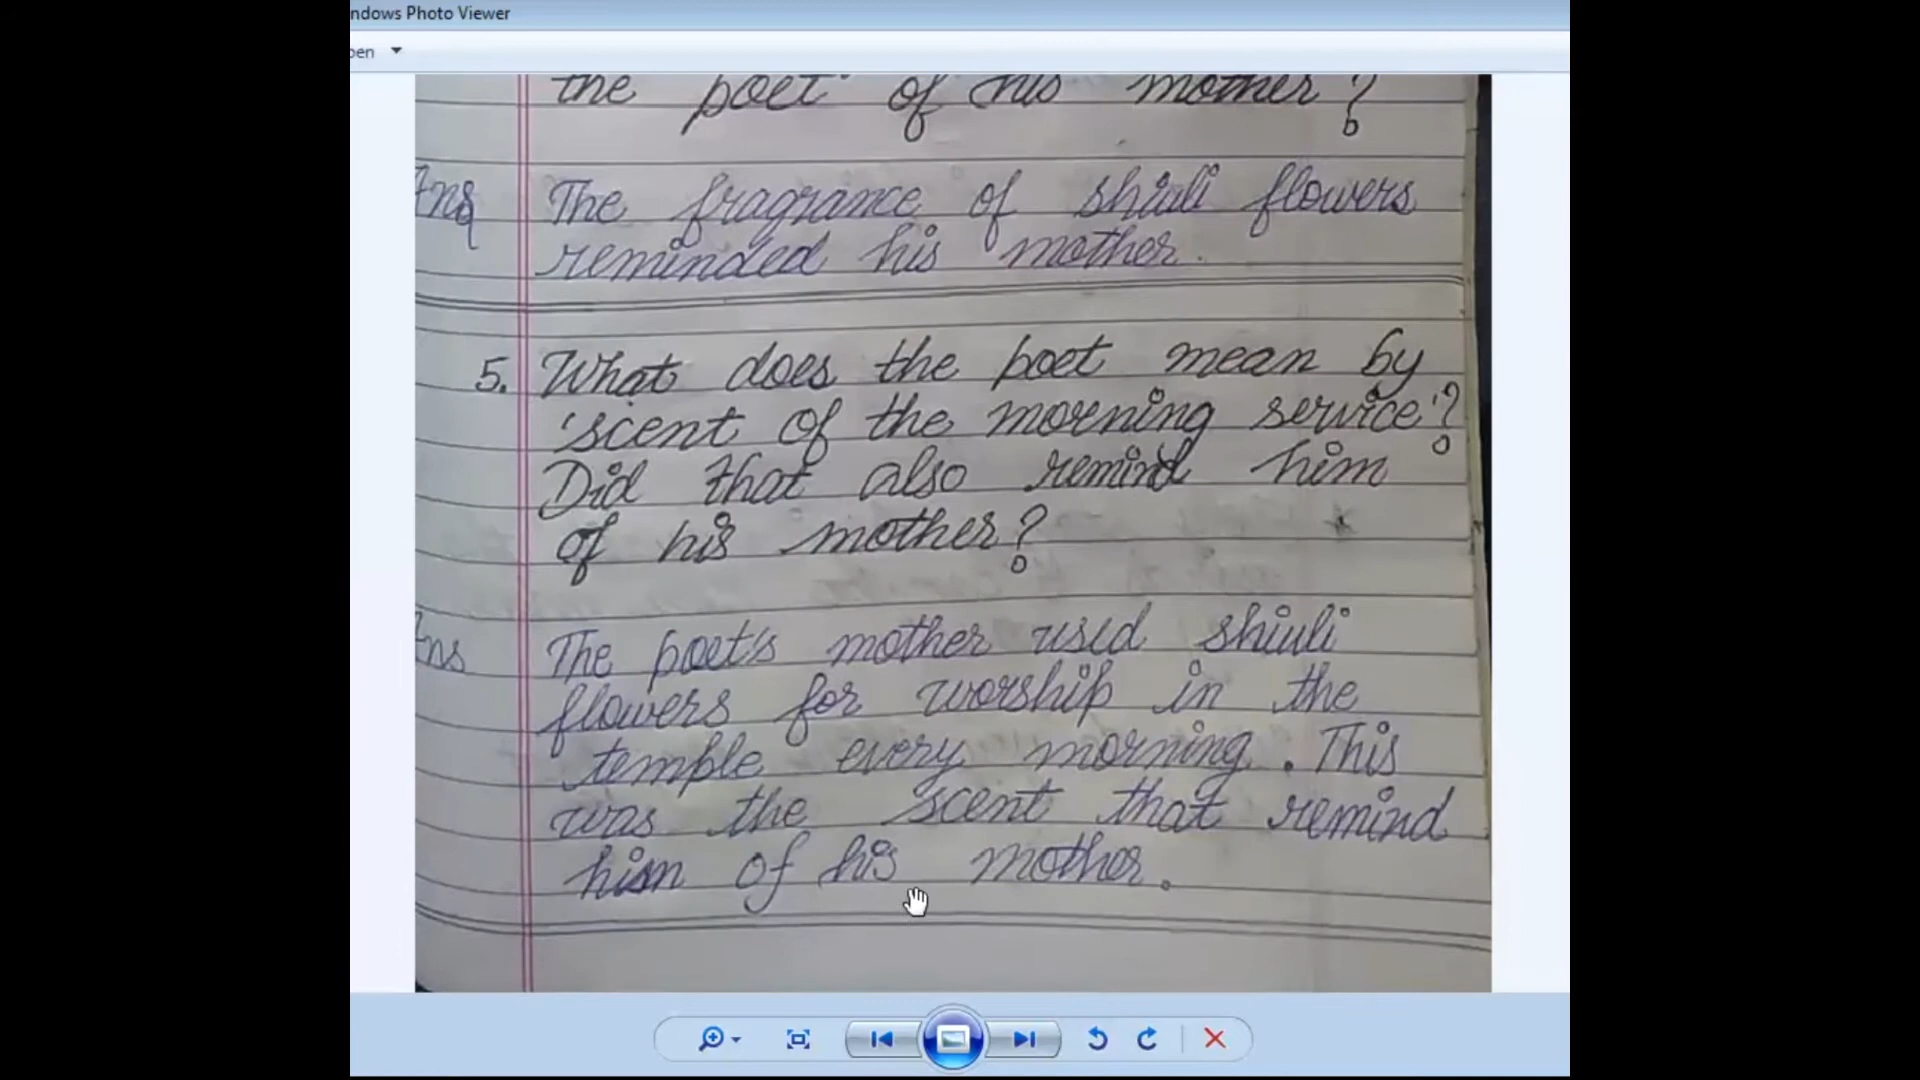 ndows Photo Viewer
pen
the poet of his mother?
Ans The fragrance of shiuli flowers
reminded his mother.
5. What does the poet mean by
'scent of the morning service'?
Did that also remind him
of his mother?
Ans The poet's mother used shiuli
flowers for worship in the
temple every morning. This
was the scent that remind
him of his mother.